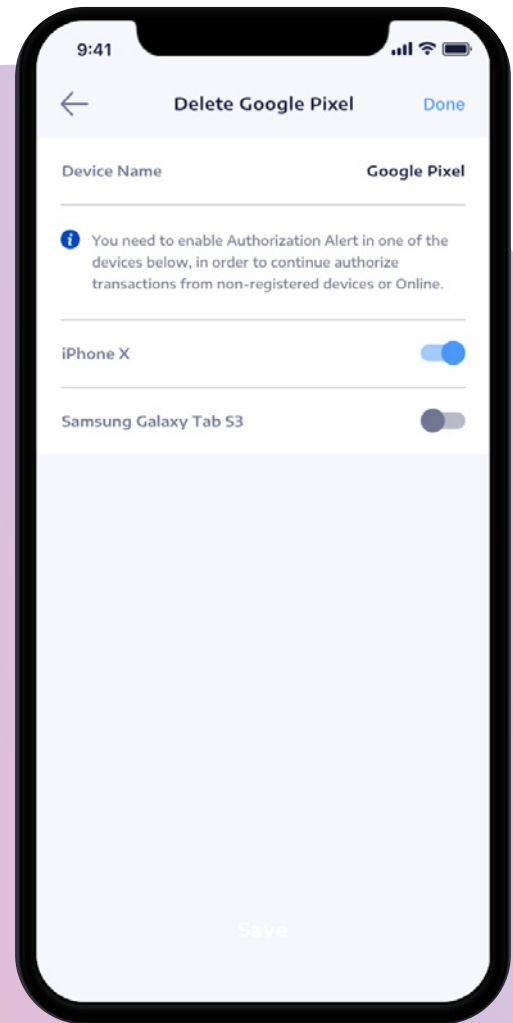 9:41
Delete Google Pixel Done
Device Name Google Pixel
You need to enable Authorization Alert in one of the
devices below, in order to continue authorize
transactions from non-registered devices or Online.
iPhone X
Samsung Galaxy Tab S3
Save